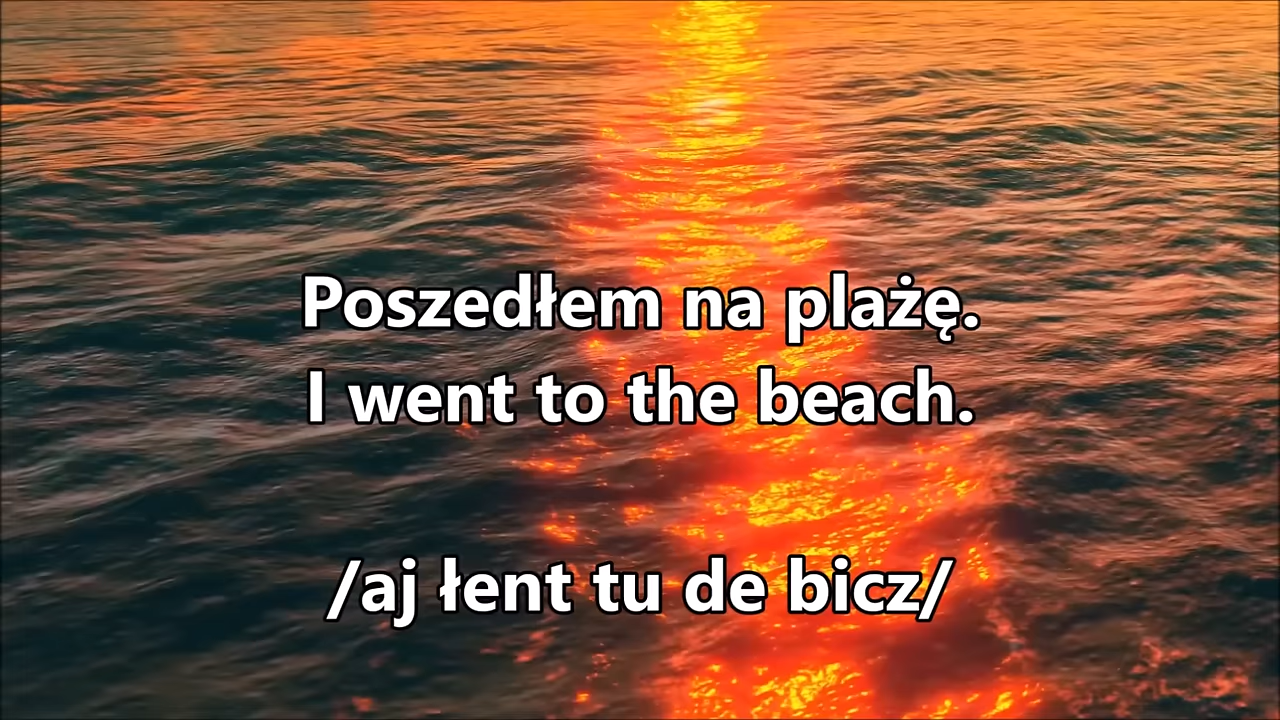 Poszedłem na plażę.
I went to the beach.
/aj łent tu de bicz/